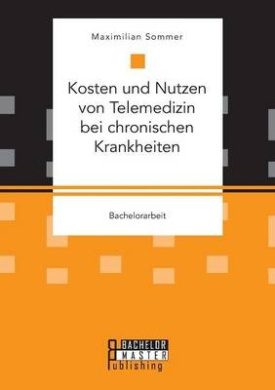 Maximilian Sommer
Kosten und Nutzen
von Telemedizin
bei chronischen
Krankheiten
Bachelorarbeit
BACHELOR
MASTER
Publishing